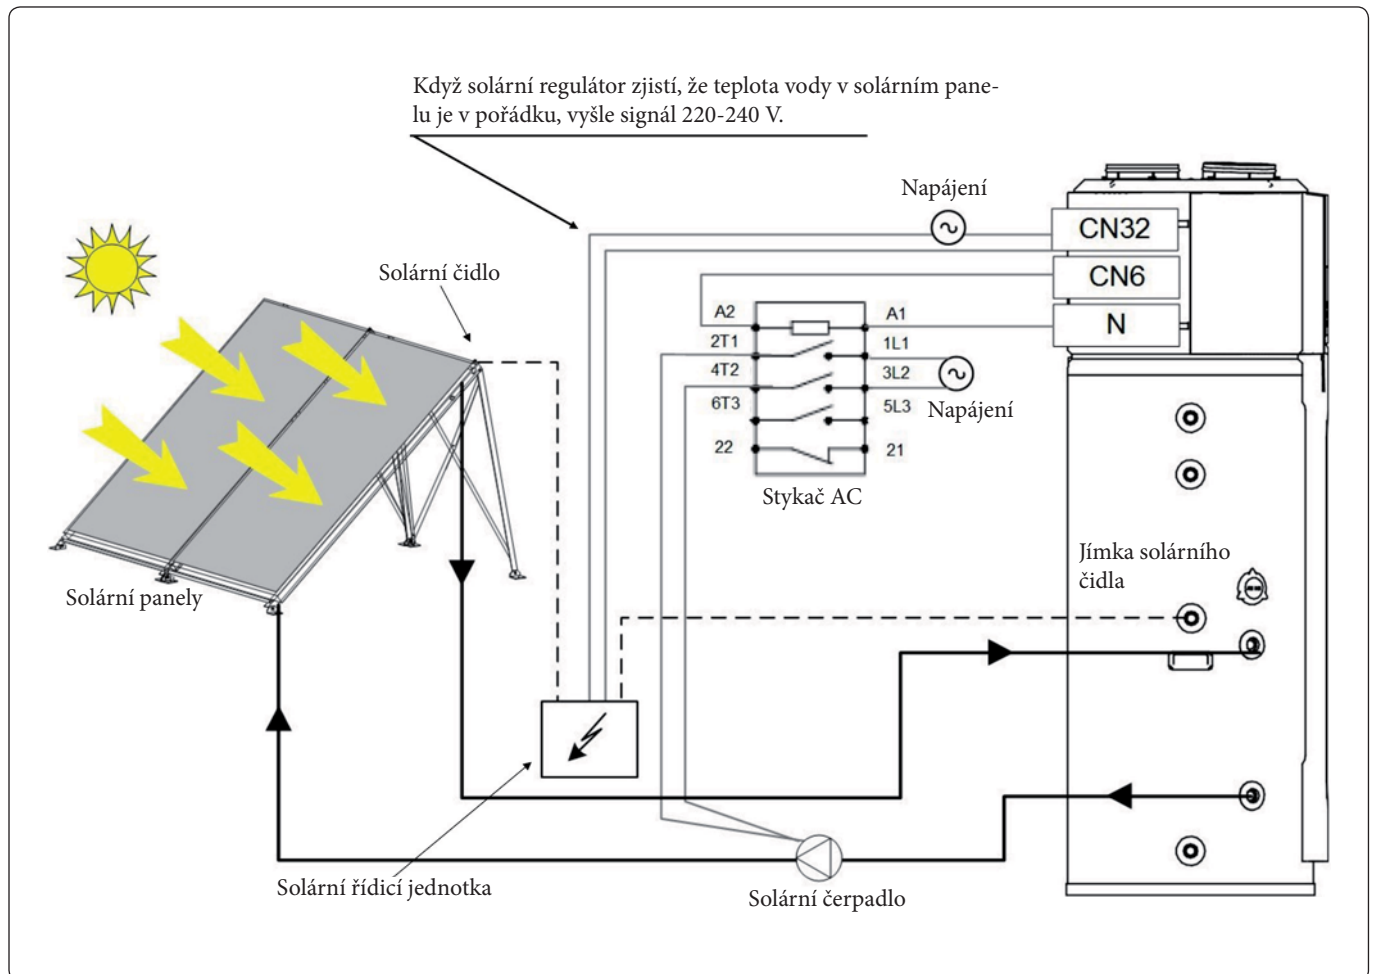 Když solární regulátor zjistí, že teplota vody v solárním pane-
lu je v pořádku, vyšle signál 220-240 V.
Napájení
CN32
CN6
N
Solární čidlo
A2
A1
2T1
1L1
4T2
3L2
6T3
5L3
22
21
Napájení
Stykač AC
Jímka solárního
čidla
Solární panely
Solární řídicí jednotka
Solární čerpadlo